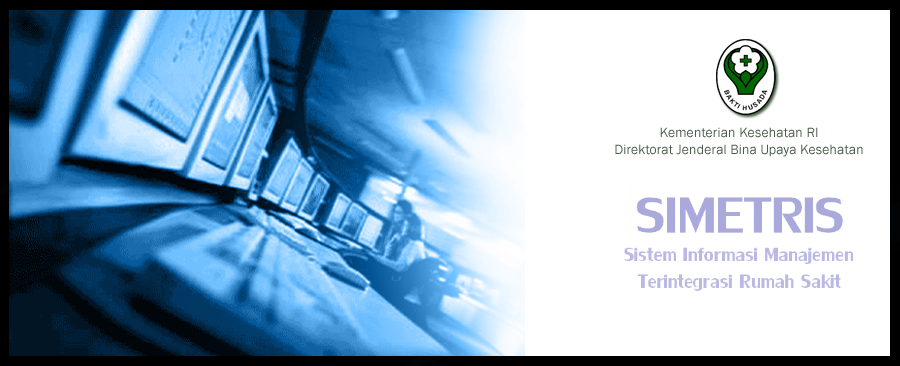 BAKTI HUSADA
Kementerian Kesehatan RI
Direktorat Jenderal Bina Upaya Kesehatan
SIMETRIS
Sistem Informasi Manajemen
Terintegrasi Rumah Sakit